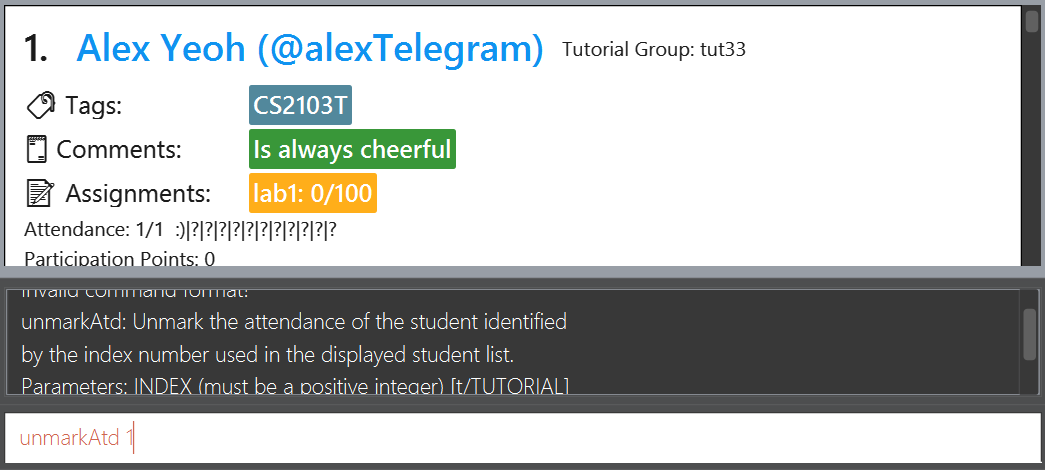 1. Alex Yeoh (@alexTelegram) Tutorial Group: tut33
Tags: CS2103T
Comments: Is always cheerful
Assignments: lab1: 0/100
Attendance: 1/1 :)|?|?|?|?|?|?|?|?|?|?|?
Participation Points: 0
Invalid command format!
unmarkAtd: Unmark the attendance of the student identified
by the index number used in the displayed student list.
Parameters: INDEX (must be a positive integer) [t/TUTORIAL]
unmarkAtd 1